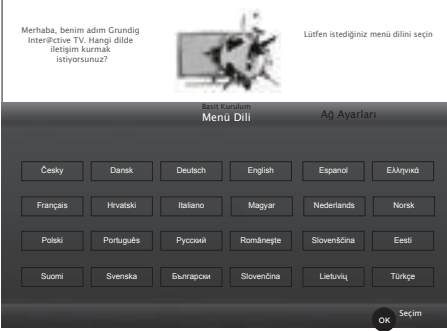 Merhaba, benim adım Grundig
Inter@ctive TV. Hangi dilde
iletişim kurmak
istiyorsunuz?
Lütfen istediğiniz menü dilini seçin
Basit Kurulum
Menü Dili
Ağ Ayarları
Česky Dansk Deutsch English Espanol Ελληνικά
Français Hrvatski Italiano Magyar Nederlands Norsk
Polski Português Русский Româneşte Slovenščina Eesti
Suomi Svenska Български Slovenčina Lietuvių Türkçe
OK Seçim